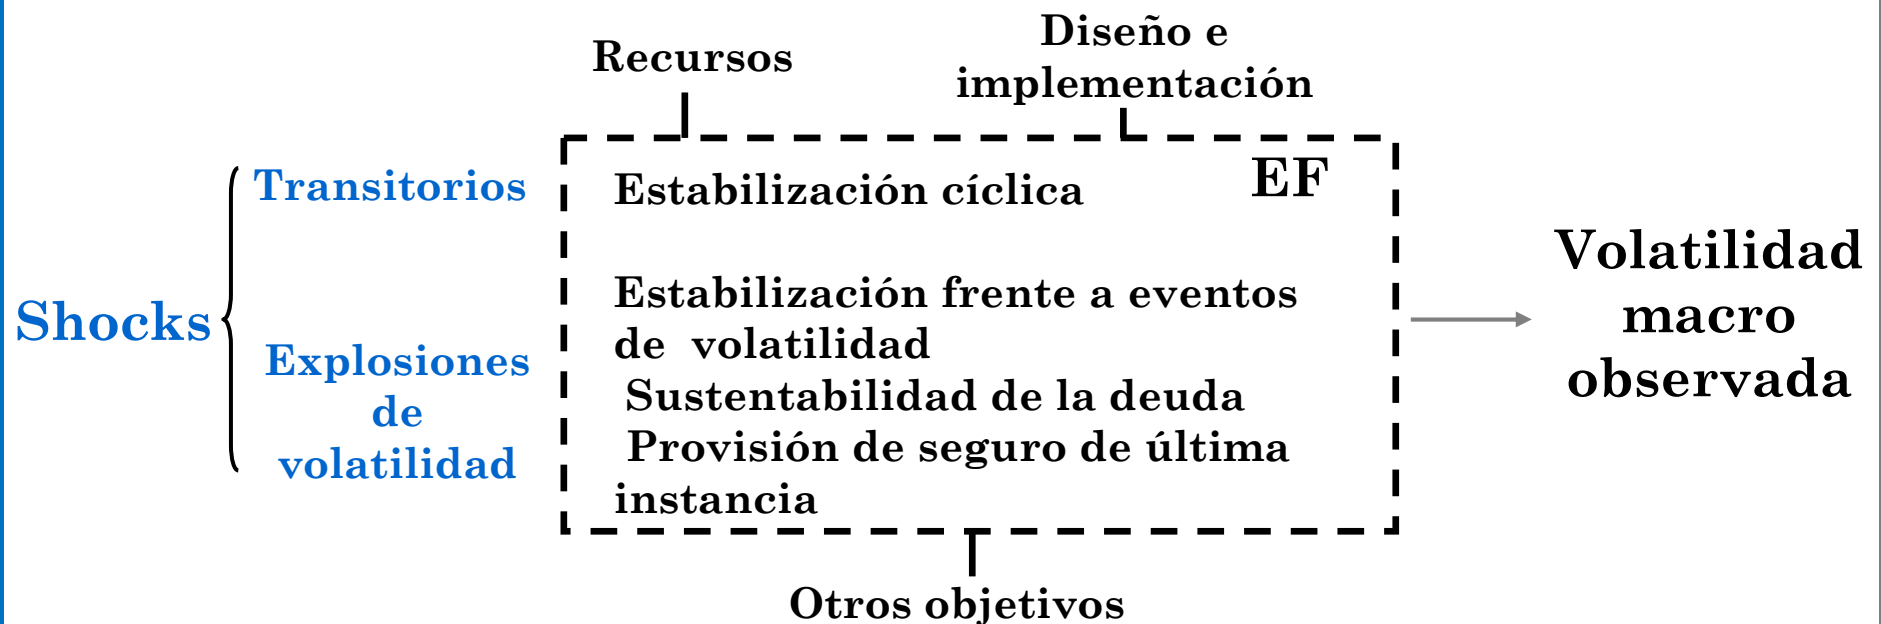 Recursos
Diseño e
implementación
EF
Transitorios
Estabilización cíclica
Shocks
Explosiones
de
volatilidad
Estabilización frente a eventos
de volatilidad
Sustentabilidad de la deuda
Provisión de seguro de última
instancia
Volatilidad
macro
observada
Otros objetivos